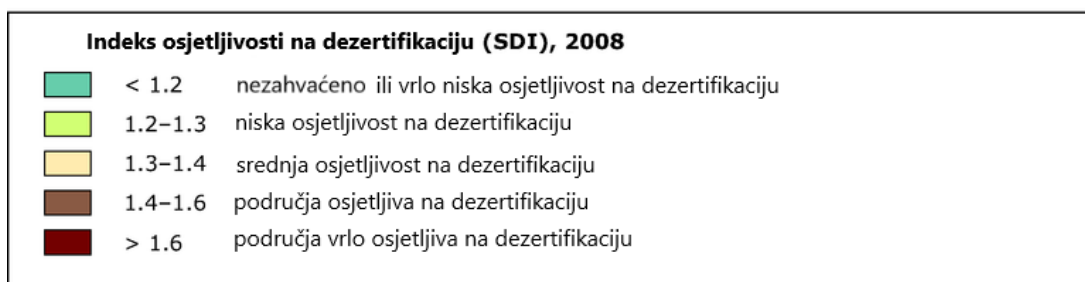 Indeks osjetljivosti na dezertifikaciju (SDI), 2008
< 1.2 nezahvaćeno ili vrlo niska osjetljivost na dezertifikaciju
1.2–1.3 niska osjetljivost na dezertifikaciju
1.3–1.4 srednja osjetljivost na dezertifikaciju
1.4–1.6 područja osjetljiva na dezertifikaciju
> 1.6 područja vrlo osjetljiva na dezertifikaciju